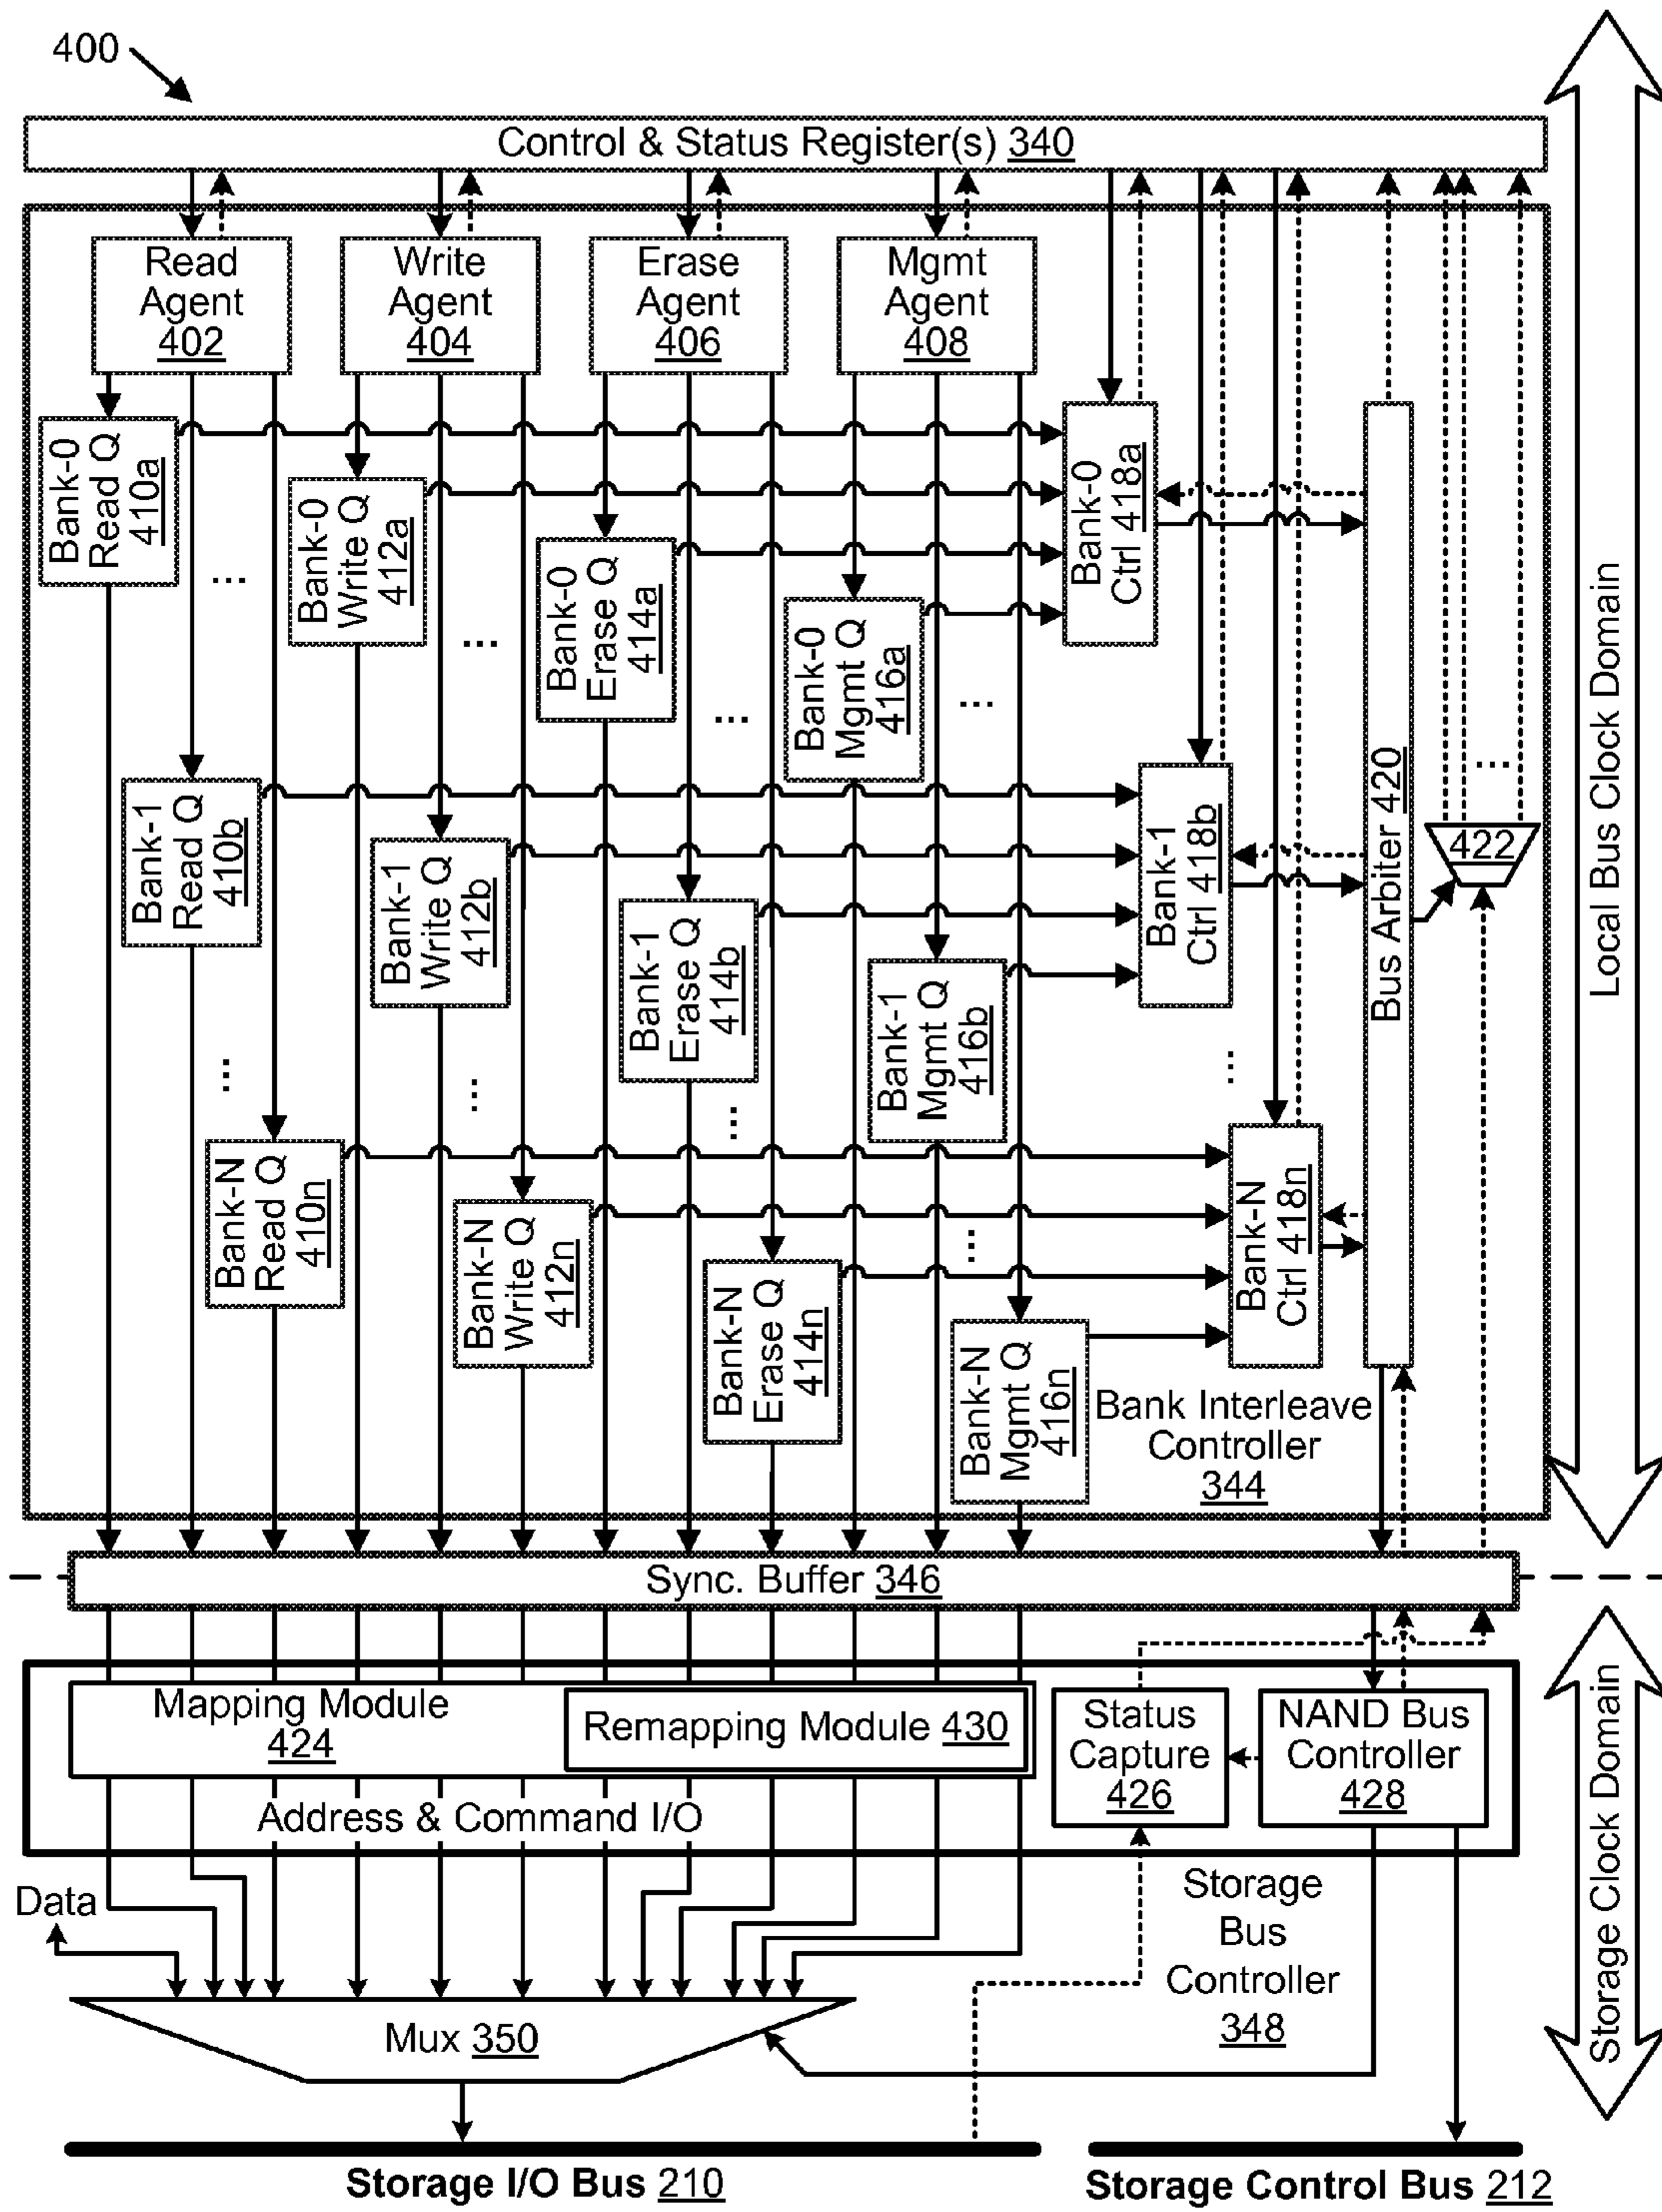 400
Control & Status Register(s) 340
Read
Agent
402
Write
Agent
404
Erase
Agent
406
Mgmt
Agent
408
Bank-0
Read Q
410a
Bank-0
Write Q
412a
Bank-0
Erase Q
414a
Bank-0
Mgmt Q
416a
Bank-0
Ctrl 418a
...
...
...
...
Bank-1
Read Q
410b
Bank-1
Write Q
412b
Bank-1
Erase Q
414b
Bank-1
Mgmt Q
416b
Bank-1
Ctrl 418b
Bus Arbiter 420
...
422
Local Bus Clock Domain
...
...
...
...
...
Bank-N
Read Q
410n
Bank-N
Write Q
412n
Bank-N
Erase Q
414n
Bank-N
Mgmt Q
416n
Bank-N
Ctrl 418n
Bank Interleave
Controller
344
Sync. Buffer 346
Mapping Module
424
Remapping Module 430
Status
Capture
426
NAND Bus
Controller
428
Address & Command I/O
Storage Clock Domain
Data
Storage
Bus
Controller
348
Mux 350
Storage I/O Bus 210
Storage Control Bus 212